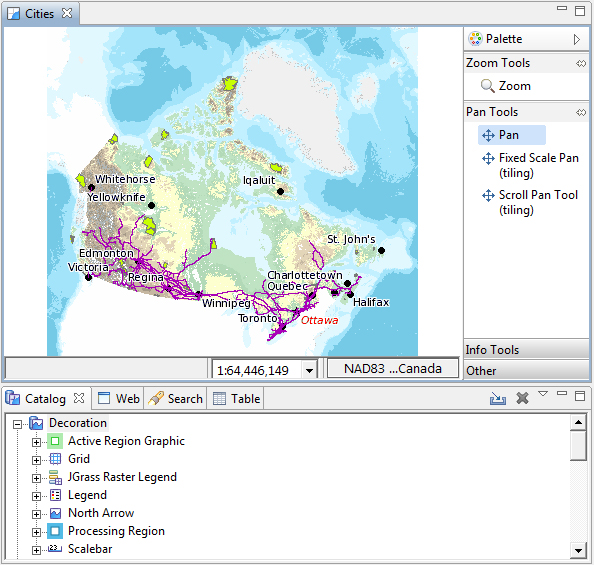 Cities
Palette
Zoom Tools
Zoom
Pan Tools
Pan
Fixed Scale Pan
(tiling)
Scroll Pan Tool
(tiling)
Info Tools
Other
Whitehorse
Yellowknife
Iqaluit
St. John's
Edmonton
Victoria
Regina
Charlottetown
Quebec
Winnipeg
Halifax
Toronto
Ottawa
1:64,446,149
NAD83 ...Canada
Catalog
Web
Search
Table
Decoration
Active Region Graphic
Grid
JGrass Raster Legend
Legend
North Arrow
Processing Region
23
Scalebar